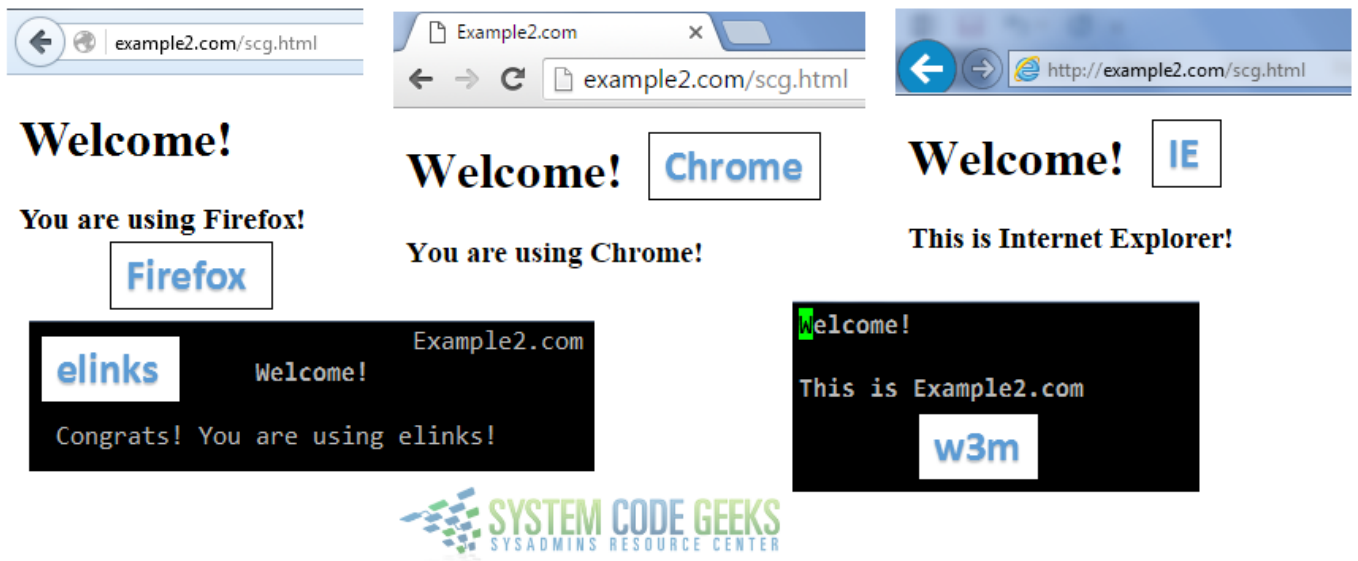 example2.com/scg.html
Welcome!
You are using Firefox!
Firefox
Example2.com
example2.com/scg.html
Welcome!
Chrome
You are using Chrome!
http://example2.com/scg.html
Welcome!
IE
This is Internet Explorer!
Example2.com
elinks
Welcome!
Congrats! You are using elinks!
Welcome!
This is Example2.com
w3m
SYSTEM CODE GEEKS
SYSADMINS RESOURCE CENTER